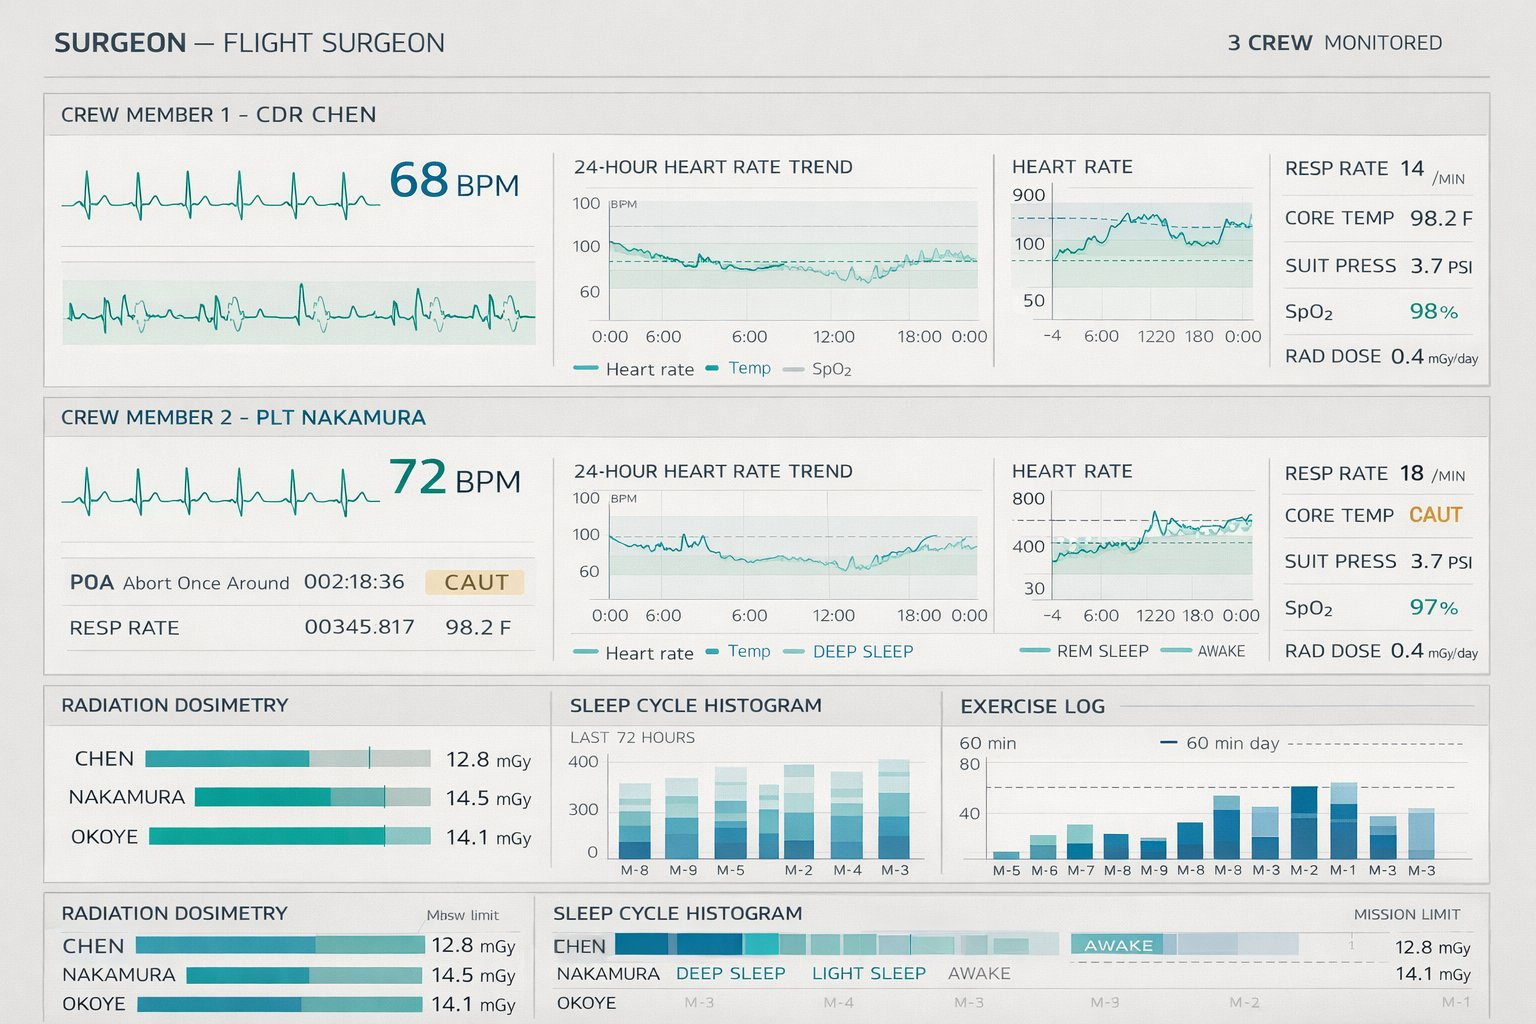 SURGEON — FLIGHT SURGEON
3 CREW MONITORED
CREW MEMBER 1 - CDR CHEN
68 BPM
24-HOUR HEART RATE TREND
100 BPM
100
60
0:00 6:00 6:00 12:00 18:00 0:00
Heart rate Temp SpO₂
HEART RATE
900
100
50
-4 6:00 1220 180 0:00
RESP RATE 14 /MIN
CORE TEMP 98.2 F
SUIT PRESS 3.7 PSI
SpO₂ 98%
RAD DOSE 0.4 mGy/day
CREW MEMBER 2 - PLT NAKAMURA
72 BPM
POA Abort Once Around 002:18:36 CAUT
RESP RATE 00345.817 98.2 F
24-HOUR HEART RATE TREND
100 BPM
100
60
0:00 6:00 6:00 12:00 18:00 0:00
Heart rate Temp DEEP SLEEP
HEART RATE
800
400
30
-4 6:00 1220 18:0 0:00
REM SLEEP AWAKE
RESP RATE 18 /MIN
CORE TEMP CAUT
SUIT PRESS 3.7 PSI
SpO₂ 97%
RAD DOSE 0.4 mGy/day
RADIATION DOSIMETRY
CHEN 12.8 mGy
NAKAMURA 14.5 mGy
OKOYE 14.1 mGy
SLEEP CYCLE HISTOGRAM
LAST 72 HOURS
400
300
0
M-8 M-9 M-5 M-2 M-4 M-3
EXERCISE LOG
60 min 60 min day
80
40
M-5 M-6 M-7 M-8 M-9 M-8 M-9 M-3 M-2 M-1 M-3 M-3
RADIATION DOSIMETRY
CHEN 12.8 mGy
NAKAMURA 14.5 mGy
OKOYE 14.1 mGy
SLEEP CYCLE HISTOGRAM MISSION LIMIT
CHEN AWAKE 1 12.8 mGy
NAKAMURA DEEP SLEEP LIGHT SLEEP AWAKE 14.1 mGy
OKOYE M-3 M-4 M-3 M-9 M-2 M-1